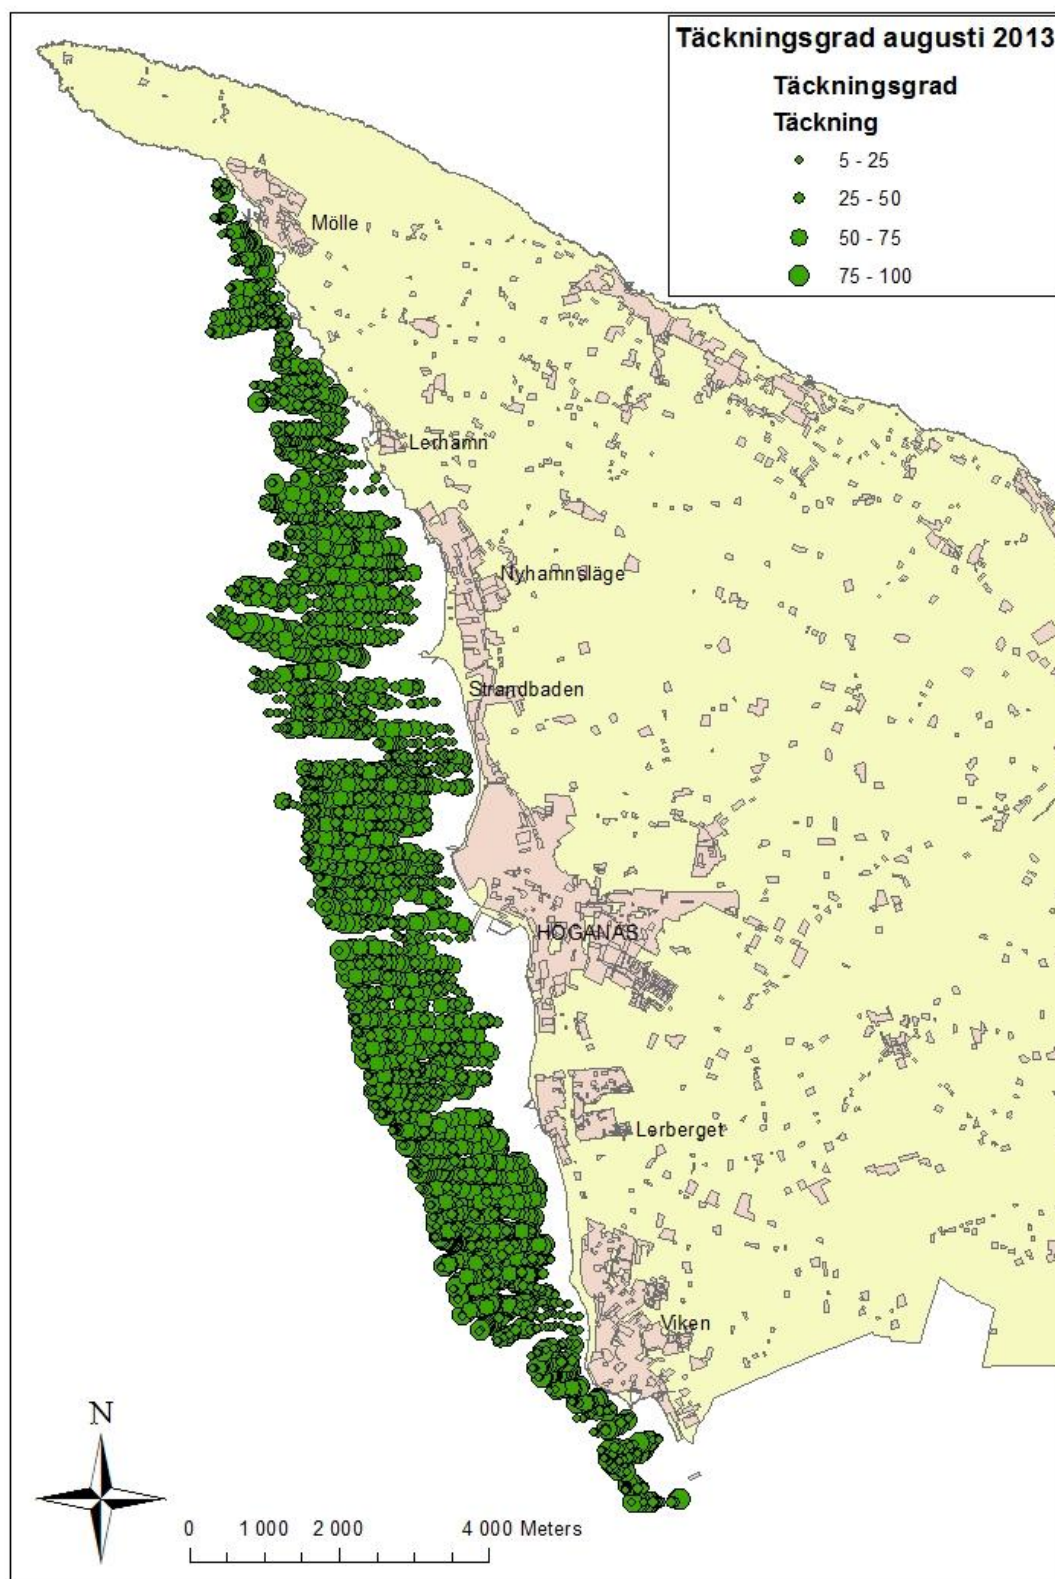 Täckningsgrad augusti 2013
Täckningsgrad
Täckning
5 - 25
25 - 50
50 - 75
75 - 100
Mölle
Lerhamn
Nyhamnsläge
Strandbaden
HÖGANÄS
Lerberget
Viken
N
0 1 000 2 000 4 000 Meters